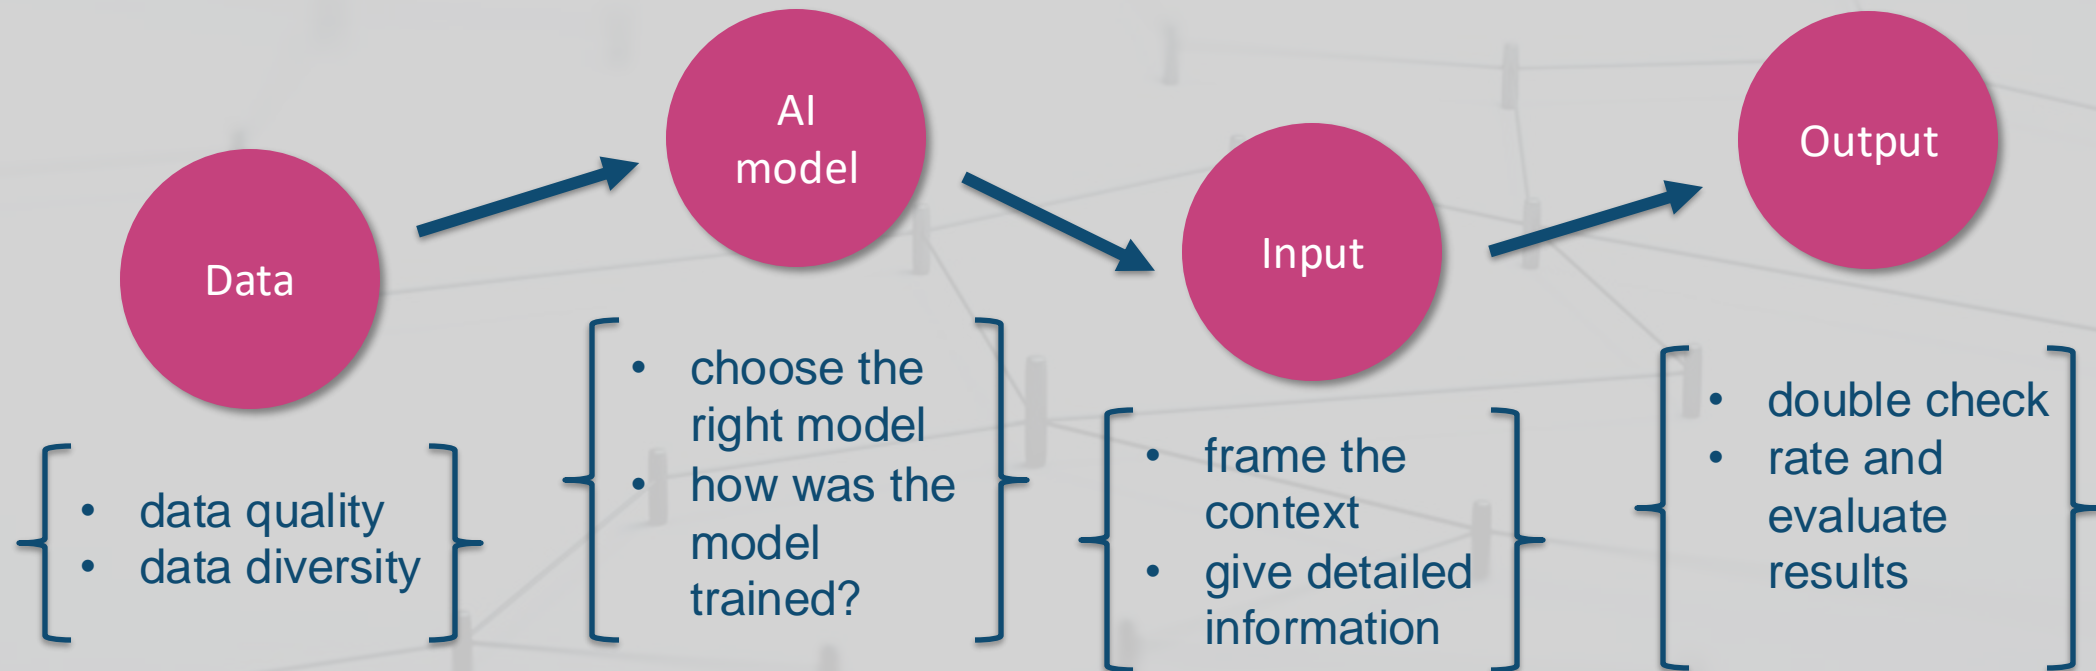 Data
• data quality
• data diversity
AI
model
• choose the
right model
• how was the
model
trained?
Input
• frame the
context
• give detailed
information
Output
• double check
• rate and
evaluate
results